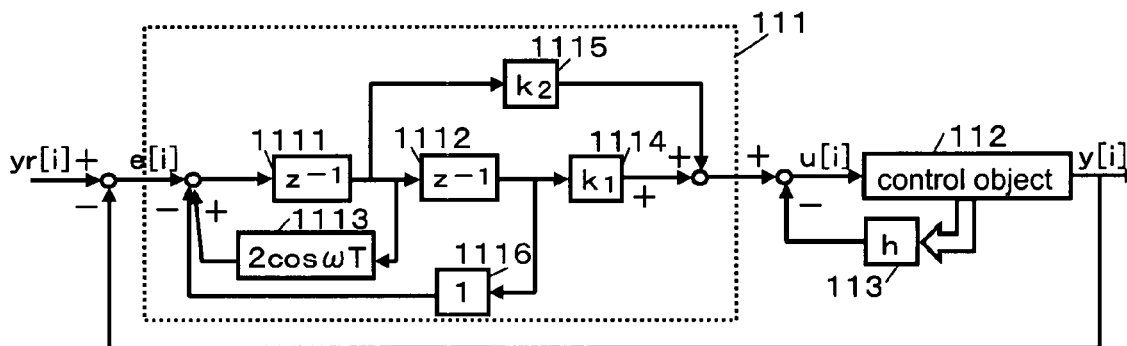 111
1115
k₂
1111
1112
1114
112
yr[i]
+
e[i]
+
+
u[i]
y[i]
z⁻¹
z⁻¹
k₁
control object
−
−
+
+
−
1113
2cosωT
1116
1
h
113